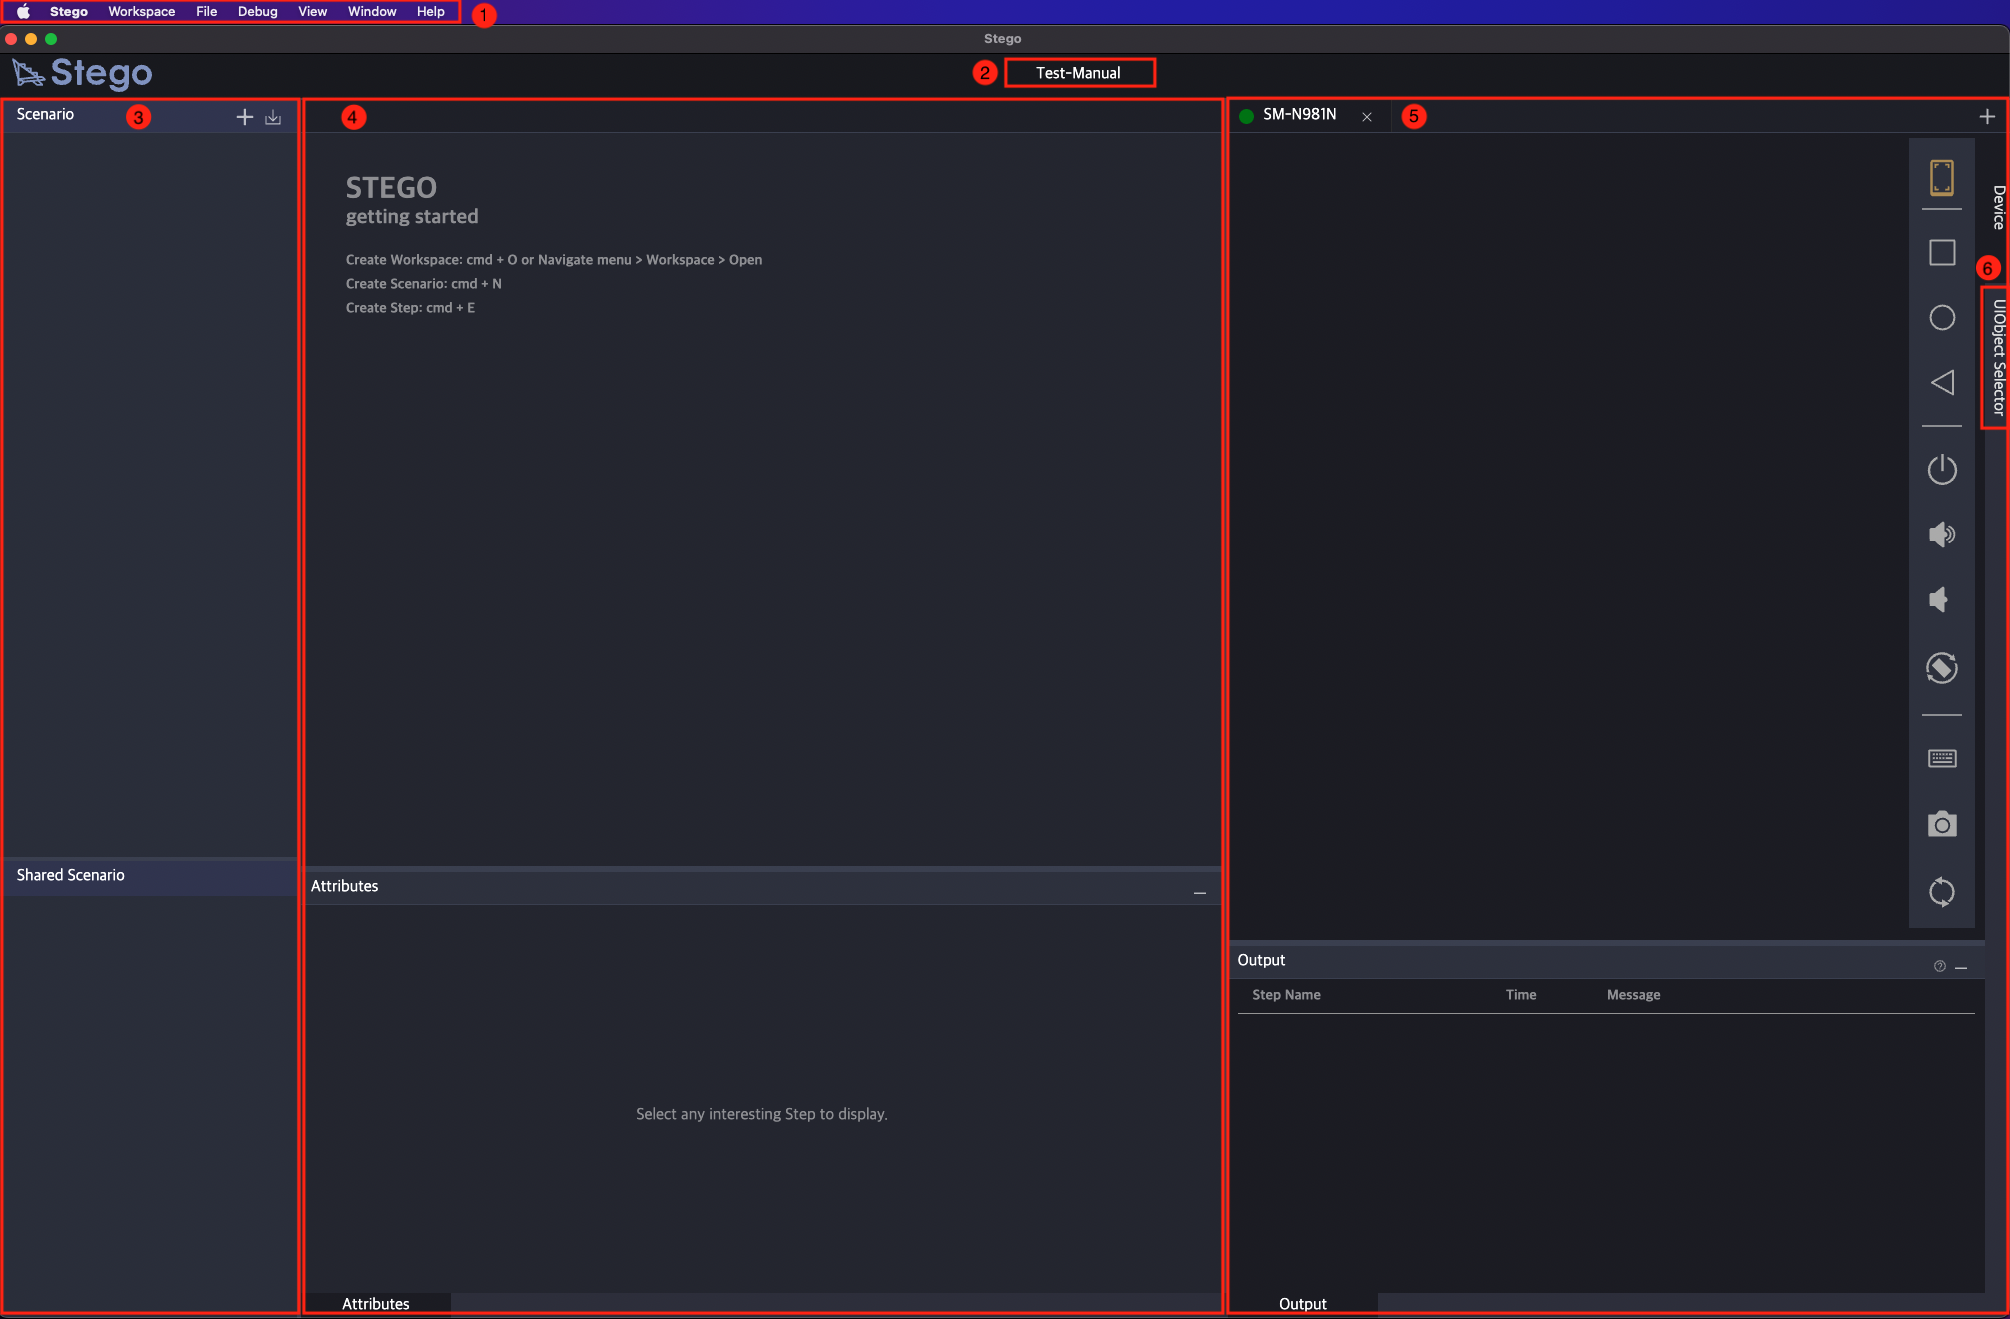 Stego Workspace File Debug View Window Help 1
Stego
Stego
2 Test-Manual
Scenario 3
4
SM-N981N 5
STEGO
getting started
Create Workspace: cmd + O or Navigate menu > Workspace > Open
Create Scenario: cmd + N
Create Step: cmd + E
Device
6
UIObject Selector
Shared Scenario
Attributes
Select any interesting Step to display.
Attributes
Output
Step Name Time Message
Output